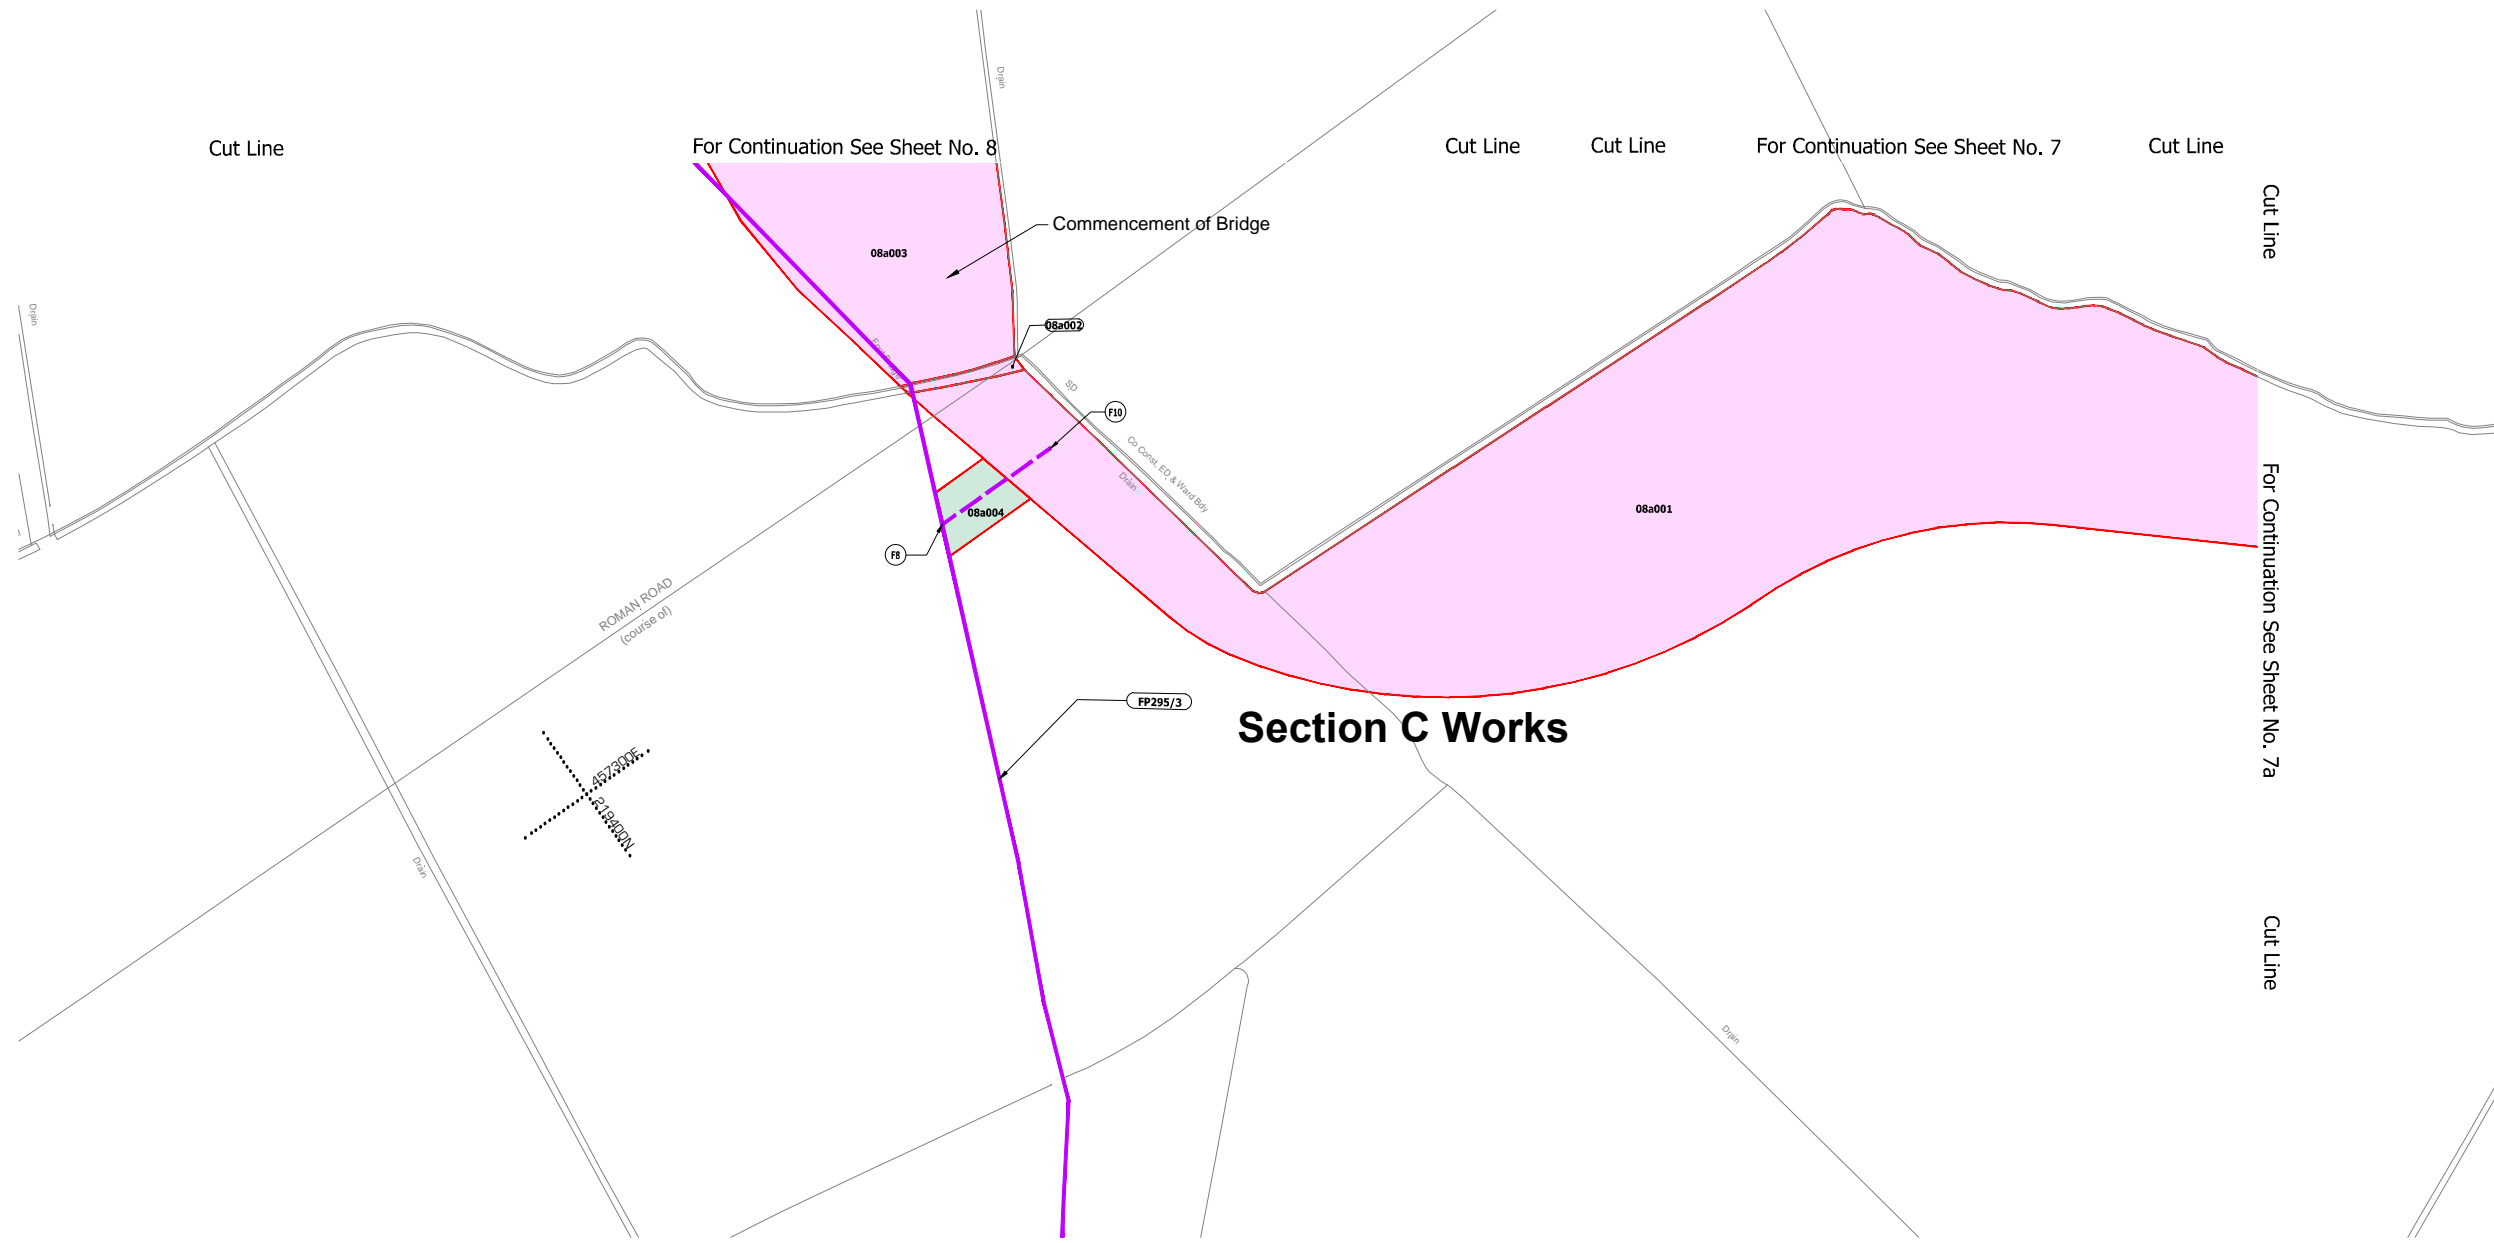 Drain
Cut Line
For Continuation See Sheet No. 8
Cut Line
Cut Line
For Continuation See Sheet No. 7
Cut Line
Cut Line
Commencement of Bridge
08a003
Drain
08a002
SD
F10
Co Const, ED & Ward Bdy
Drain
08a004
08a001
F8
For Continuation See Sheet No. 7a
ROMAN ROAD
(course of)
FP295/3
Section C Works
457300E
219400N
Drain
Cut Line
Drain